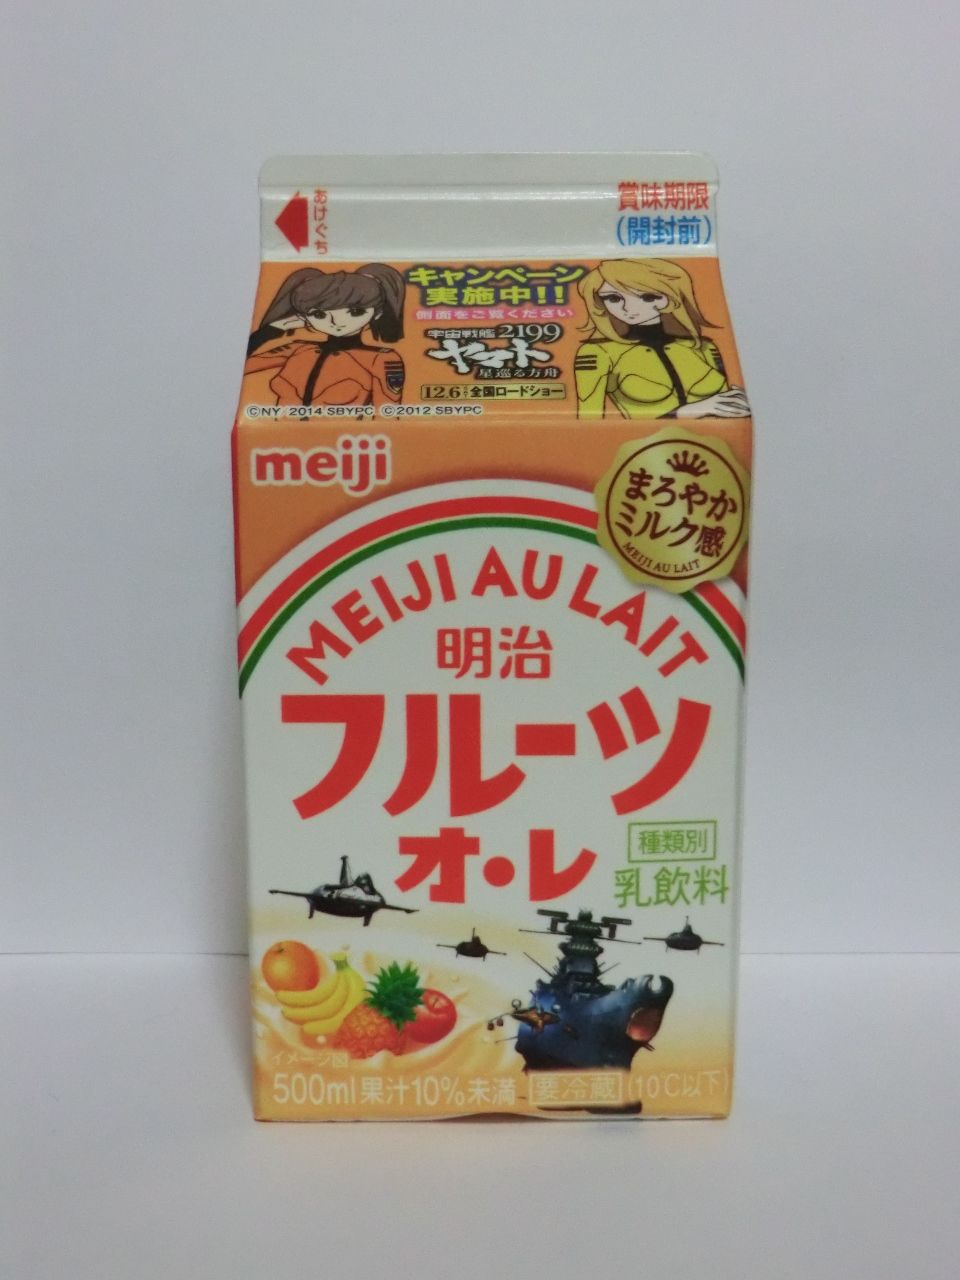 あけぐち
賞味期限
(開封前)
キャンペーン
実施中!!
側面をご覧ください
宇宙戦艦
ヤマト2199
星巡る方舟
12.6 全国ロードショー
©NY 2014 SBYPC ©2012 SBYPC
meiji
まろやか
ミルク感
MEIJI AU LAIT
MEIJI AU LAIT
明治
フルーツ
オ・レ
種類別
乳飲料
イメージ図
500ml 果汁10%未満 要冷蔵 (10℃以下)